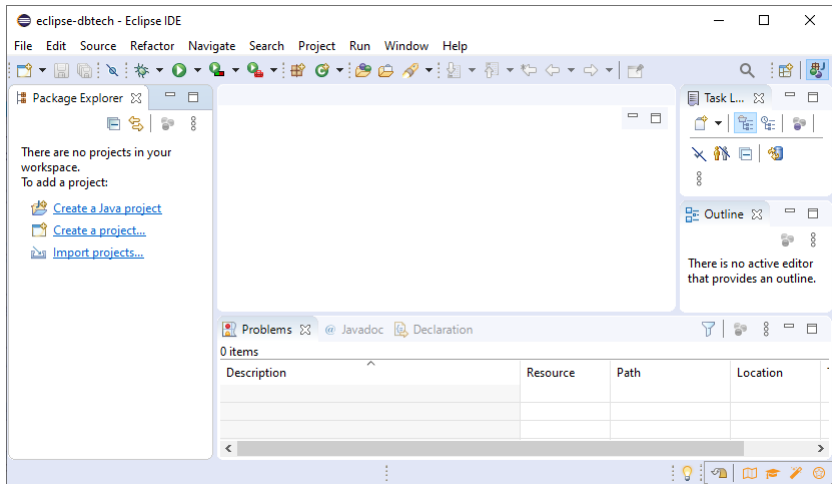 eclipse-dbtech - Eclipse IDE
File Edit Source Refactor Navigate Search Project Run Window Help
Package Explorer
There are no projects in your
workspace.
To add a project:
Create a Java project
Create a project...
Import projects...
Task L...
Outline
There is no active editor
that provides an outline.
Problems @ Javadoc Declaration
0 items
Description Resource Path Location